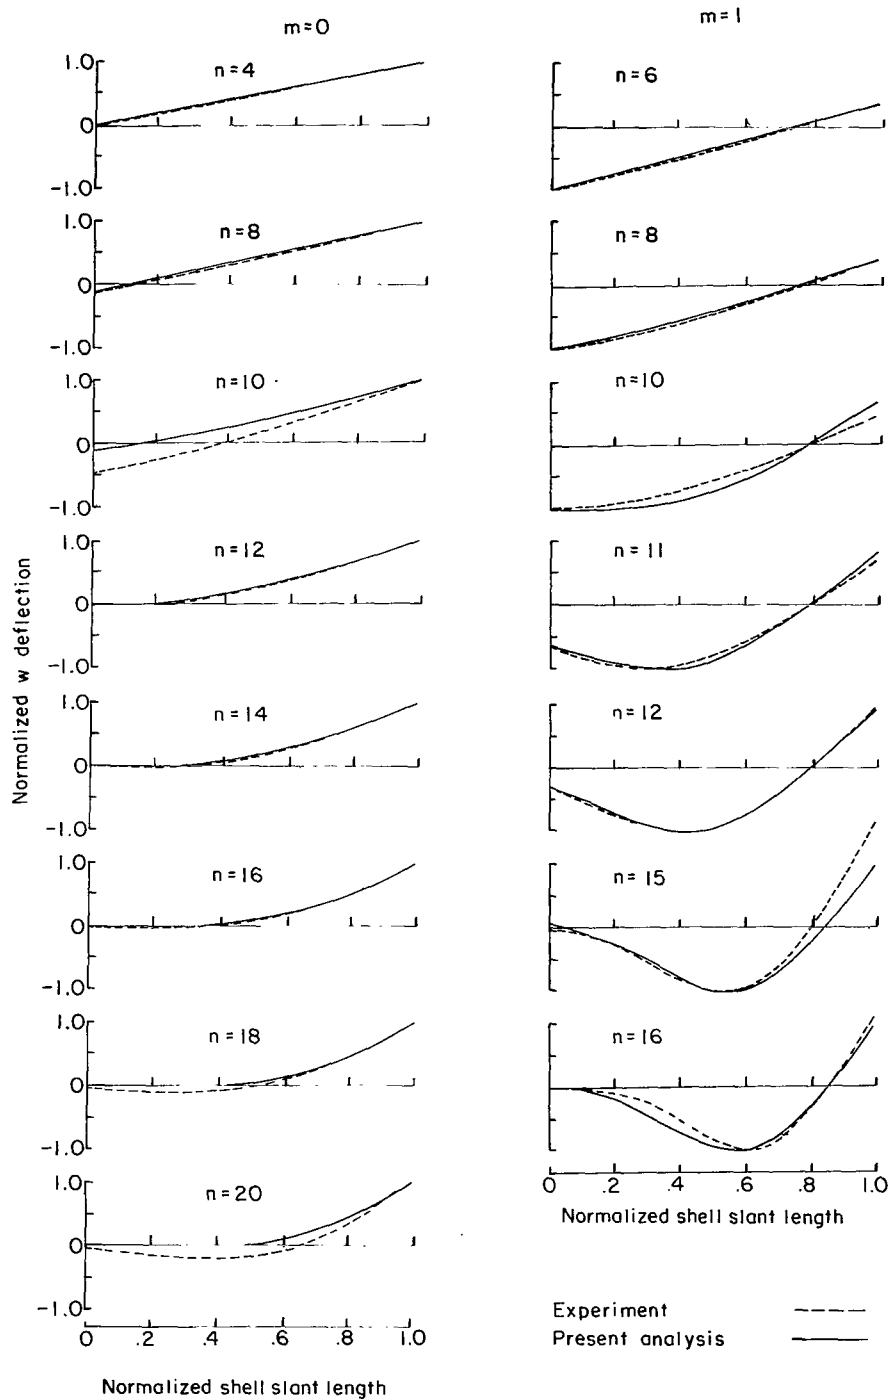 m=0
n=4
1.0
0
-1.0
n=8
1.0
0
-1.0
n=10
1.0
0
-1.0
n=12
1.0
0
-1.0
n=14
1.0
0
-1.0
n=16
1.0
0
-1.0
n=18
1.0
0
-1.0
n=20
1.0
0
-1.0
0 .2 .4 .6 .8 1.0
Normalized shell slant length
Normalized w deflection
m=1
n=6
n=8
n=10
n=11
n=12
n=15
n=16
0 .2 .4 .6 .8 1.0
Normalized shell slant length
Experiment
Present analysis